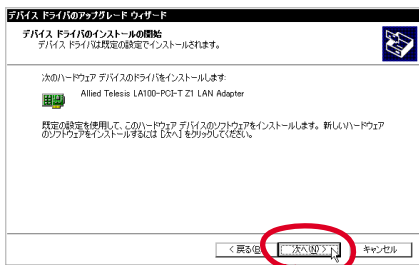 デバイス ドライバのアップグレード ウィザード
デバイス ドライバのインストールの開始
デバイス ドライバは既定の設定でインストールされます。
次のハードウェア デバイスのドライバをインストールします:
Allied Telesis LA100-PCI-T Z1 LAN Adapter
既定の設定を使用して、このハードウェア デバイスのソフトウェアをインストールします。新しいハードウェア
のソフトウェアをインストールするには [次へ] をクリックしてください。
< 戻る(B)
次へ(N) >
キャンセル